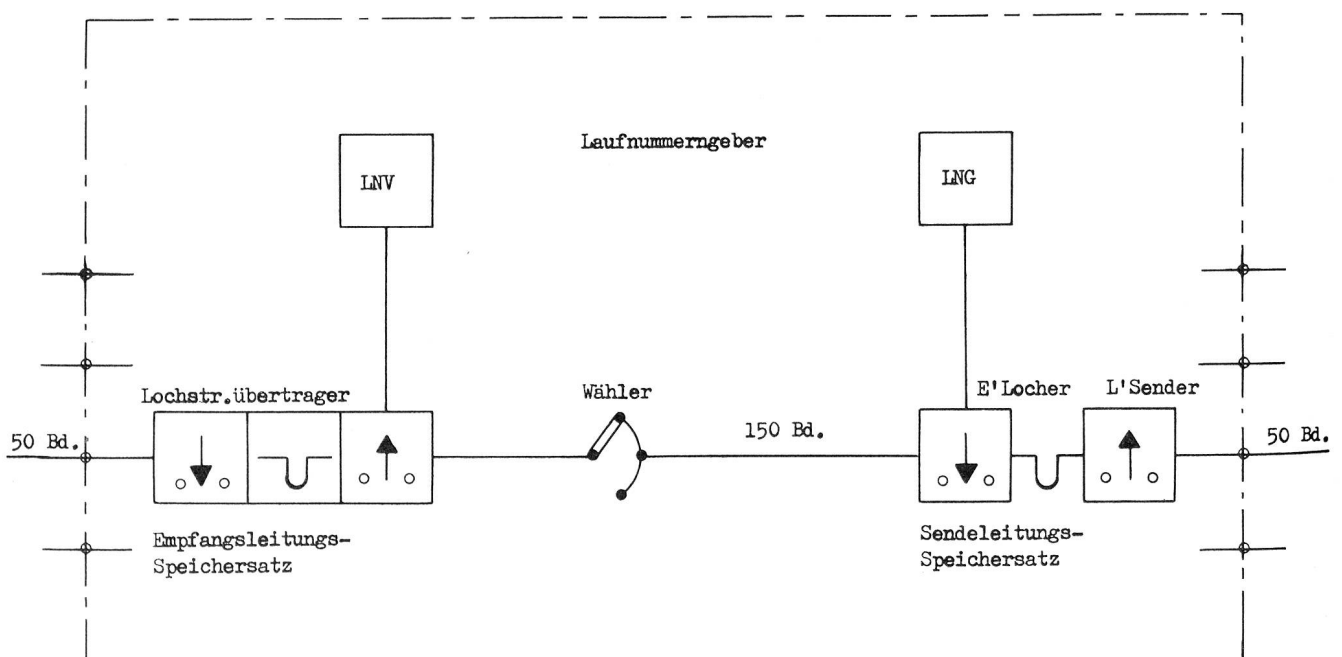 Laufnummerngeber
LNV
LNG
Lochstr.übertrager
Wähler
E'Locher
L'Sender
50 Bd.
150 Bd.
50 Bd.
Empfangsleitungs-
Speichersatz
Sendeleitungs-
Speichersatz